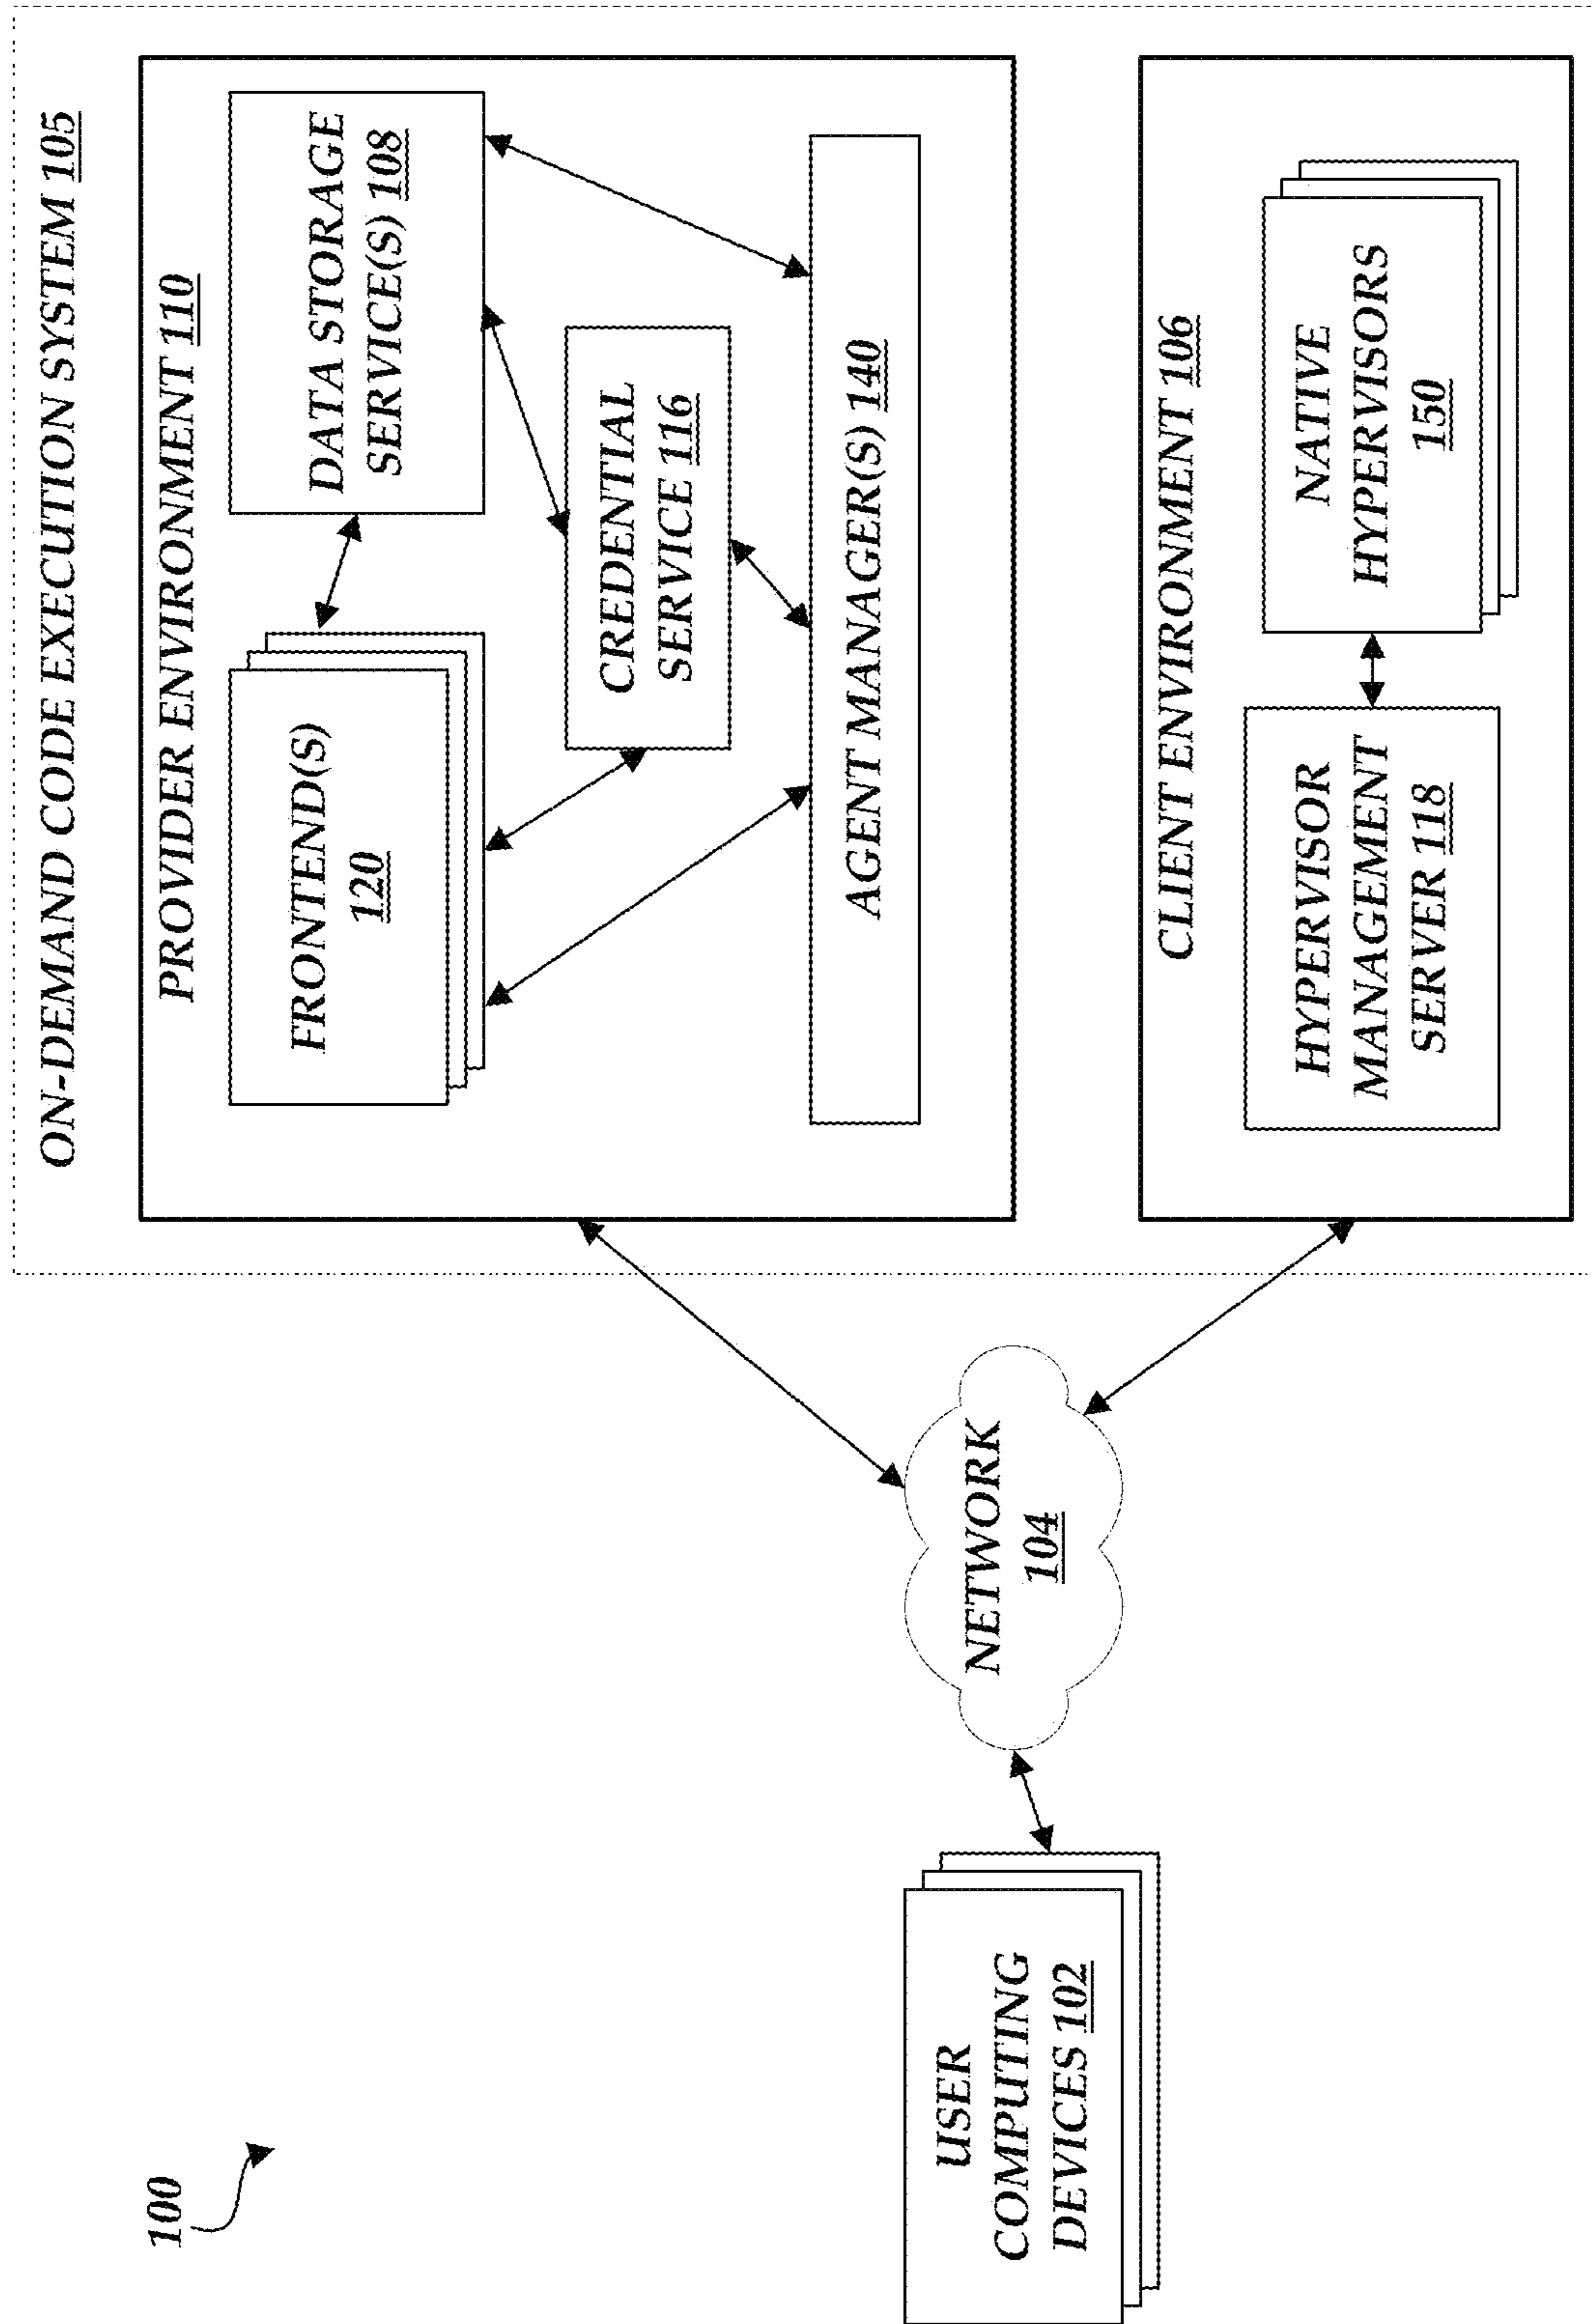 100
USER
COMPUTING
DEVICES 102
NETWORK
104
ON-DEMAND CODE EXECUTION SYSTEM 105
PROVIDER ENVIRONMENT 110
FRONTEND(S)
120
DATA STORAGE
SERVICE(S) 108
CREDENTIAL
SERVICE 116
AGENT MANAGER(S) 140
CLIENT ENVIRONMENT 106
HYPERVISOR
MANAGEMENT
SERVER 118
NATIVE
HYPERVISORS
150